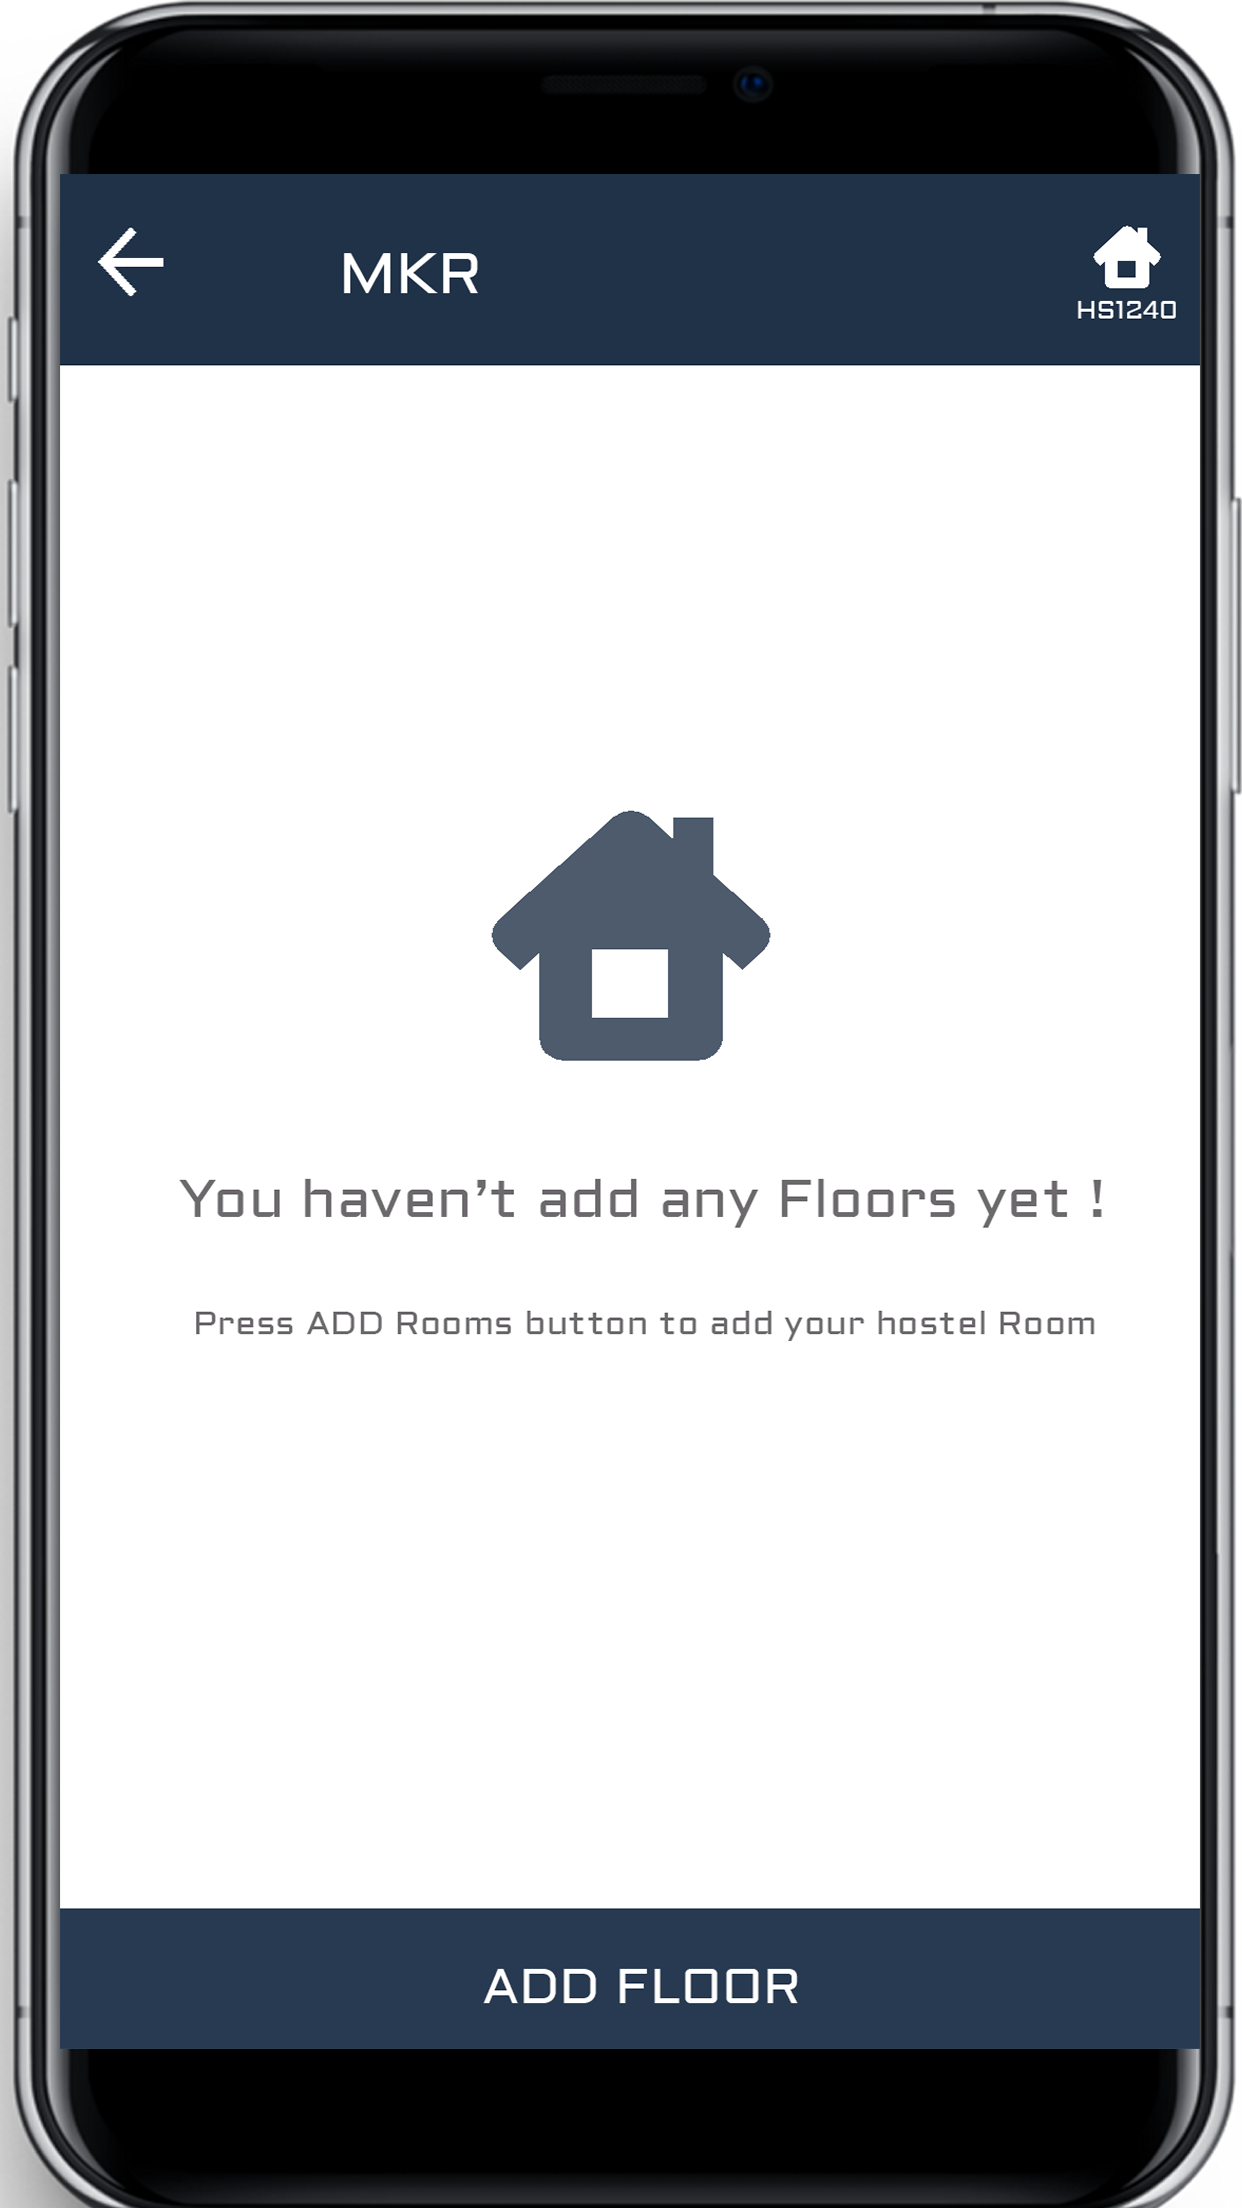 MKR
HS1240
You haven’t add any Floors yet !
Press ADD Rooms button to add your hostel Room
ADD FLOOR